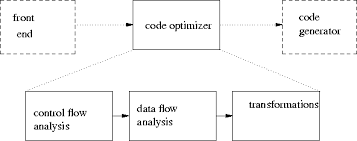 front
end
code optimizer
code
generator
control flow
analysis
data flow
analysis
transformations